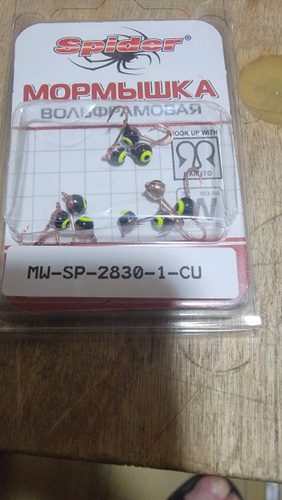 Spider®
МОРМЫШКА
ВОЛЬФРАМОВАЯ
HOOK UP WITH
W
MW-SP-2830-1-CU